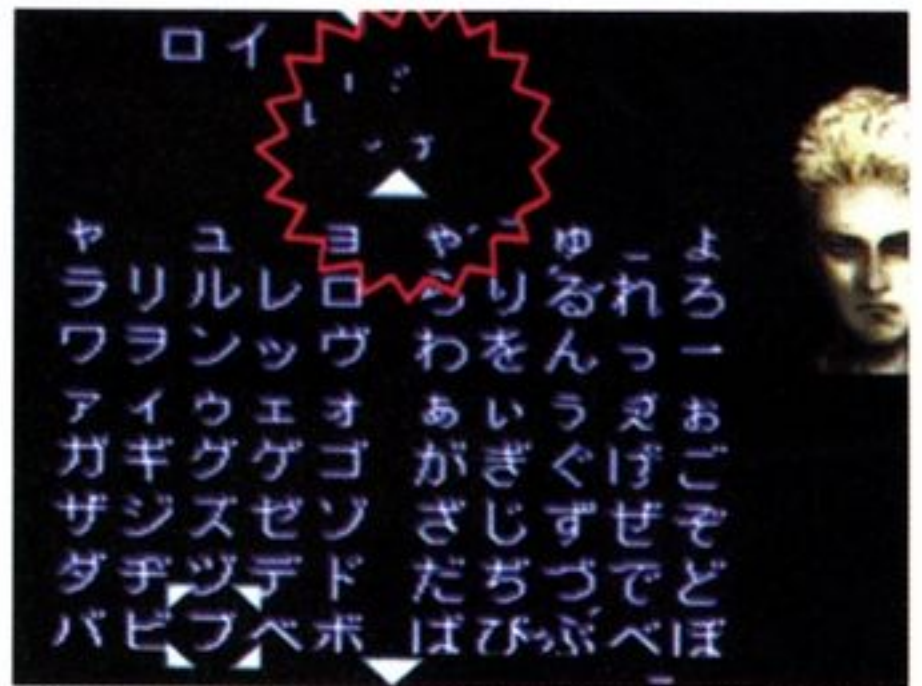 ロイ
ヤ ユ ヨ や ゆ よ
ラリルレロ らりるれろ
ワヲンッヴ わをんっー
ァィゥェォ ぁぃぅぇぉ
ガギグゲゴ がぎぐげご
ザジズゼゾ ざじずぜぞ
ダヂヅデド だぢづでど
バビブベボ ばびぶべぼ